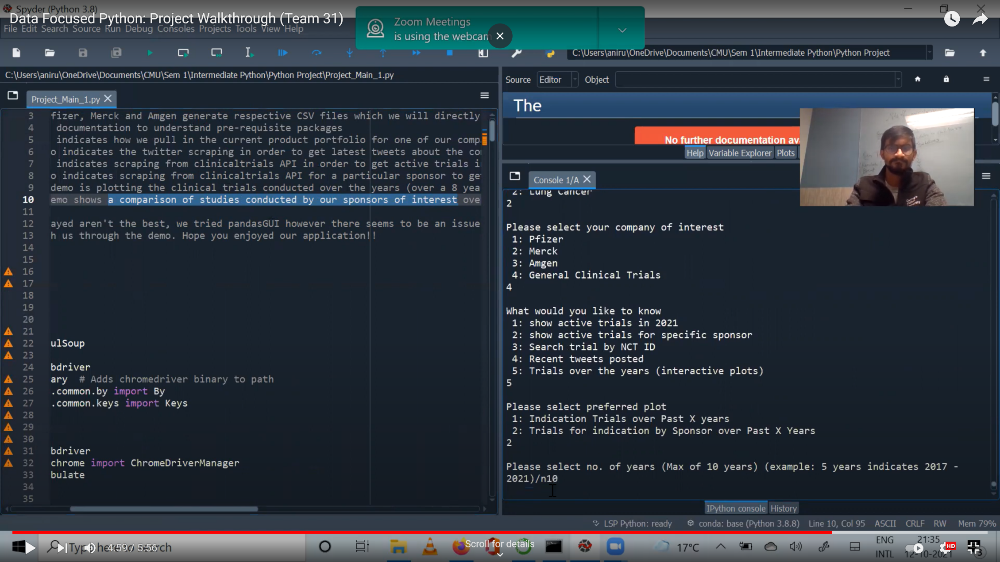 Spyder (Python 3.8)
Data Focused Python: Project Walkthrough (Team 31)
Zoom Meetings
is using the webcam
File Edit Search Source Run Debug Consoles Projects Tools View Help
C:\Users\aniru\OneDrive\Documents\CMU\Sem 1\Intermediate Python\Python Project
C:\Users\aniru\OneDrive\Documents\CMU\Sem 1\Intermediate Python\Python Project\Project_Main_1.py
Project_Main_1.py
3 fizer, Merck and Amgen generate respective CSV files which we will directly
4 documentation to understand pre-requisite packages
5 indicates how we pull in the current product portfolio for one of our comp
6 o indicates the twitter scraping in order to get latest tweets about the co
7 indicates scraping from clinicaltrials API in order to get active trials i
8 o indicates scraping from clinicaltrials API for a particular sponsor to ge
9 demo is plotting the clinical trials conducted over the years (over a 8 yea
10 emo shows a comparison of studies conducted by our sponsors of interest ove
11
12 ayed aren't the best, we tried pandasGUI however there seems to be an issue
13 h us through the demo. Hope you enjoyed our application!!
14
15
16
17
18
19
20
21
22 ulSoup
23
24 bdriver
25 ary # Adds chromedriver binary to path
26 .common.by import By
27 .common.keys import Keys
28
29
30
31 bdriver
32 chrome import ChromeDriverManager
33 bulate
34
35
Source Editor Object
The
No further documentation ava
Help Variable Explorer Plots
Console 1/A
2: Lung Cancer
2
Please select your company of interest
1: Pfizer
2: Merck
3: Amgen
4: General Clinical Trials
4
What would you like to know
1: show active trials in 2021
2: show active trials for specific sponsor
3: Search trial by NCT ID
4: Recent tweets posted
5: Trials over the years (interactive plots)
5
Please select preferred plot
1: Indication Trials over Past X years
2: Trials for indication by Sponsor over Past X Years
2
Please select no. of years (Max of 10 years) (example: 5 years indicates 2017 -
2021)/n10
IPython console History
LSP Python: ready conda: base (Python 3.8.8) Line 10, Col 95 ASCII CRLF RW Mem 79%
Type here to search
4:59 / 5:56
Scroll for details
17°C
ENG
INTL
21:35
12-10-2021
HD
3